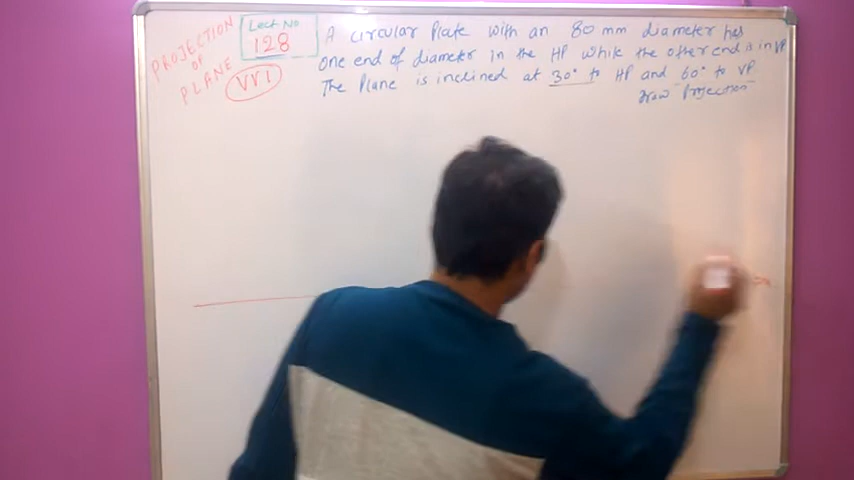 PROJECTION
OF
PLANE
VVI
Lect No
128
A circular Plate with an 80 mm diameter has
one end of diameter in the HP while the other end is in VP
The Plane is inclined at 30° to HP and 60° to VP
Draw Projection